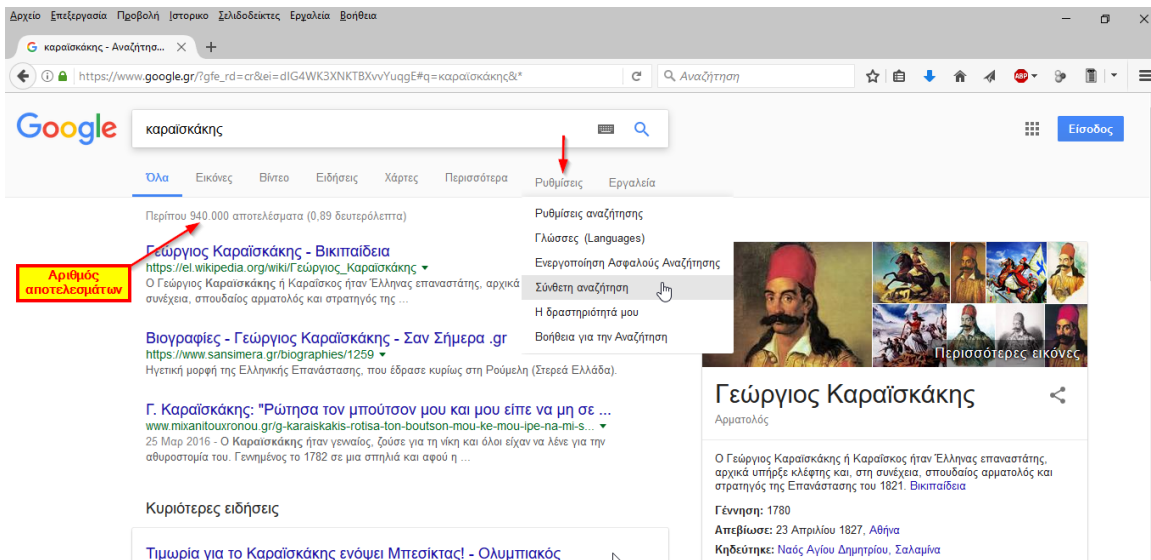 Αρχείο Επεξεργασία Προβολή Ιστορικο Σελιδοδείκτες Εργαλεία Βοήθεια
καραϊσκάκης - Αναζήτησ...
https://www.google.gr/?gfe_rd=cr&ei=dIG4WK3XNKTBXvvYuqgE#q=καραϊσκάκης&*
Αναζήτηση
ABP
Google
καραϊσκάκης
Είσοδος
Όλα Εικόνες Βίντεο Ειδήσεις Χάρτες Περισσότερα Ρυθμίσεις Εργαλεία
Περίπου 940.000 αποτελέσματα (0,89 δευτερόλεπτα)
Ρυθμίσεις αναζήτησης
Γλώσσες (Languages)
Ενεργοποίηση Ασφαλούς Αναζήτησης
Σύνθετη αναζήτηση
Η δραστηριότητά μου
Βοήθεια για την Αναζήτηση
Αριθμός
αποτελεσμάτων
Γεώργιος Καραϊσκάκης - Βικιπαίδεια
https://el.wikipedia.org/wiki/Γεώργιος_Καραϊσκάκης
Ο Γεώργιος Καραϊσκάκης ή Καραΐσκος ήταν Έλληνας επαναστάτης, αρχικά
συνέχεια, σπουδαίος αρματολός και στρατηγός της ...
Βιογραφίες - Γεώργιος Καραϊσκάκης - Σαν Σήμερα .gr
https://www.sansimera.gr/biographies/1259
Ηγετική μορφή της Ελληνικής Επανάστασης, που έδρασε κυρίως στη Ρούμελη (Στερεά Ελλάδα).
Γ. Καραϊσκάκης: "Ρώτησα τον μπούτσον μου και μου είπε να μη σε ...
www.mixanitouxronou.gr/g-karaiskakis-rotisa-ton-boutson-mou-ke-mou-ipe-na-mi-s...
25 Μαρ 2016 - Ο Καραϊσκάκης ήταν γενναίος, ζούσε για τη νίκη και όλοι είχαν να λένε για την
αθυροστομία του. Γεννημένος το 1782 σε μια σπηλιά και αφού η ...
Κυριότερες ειδήσεις
Τιμωρία για το Καραϊσκάκης ενόψει Μπεσίκτας! - Ολυμπιακός
Περισσότερες εικόνες
Γεώργιος Καραϊσκάκης
Αρματολός
Ο Γεώργιος Καραϊσκάκης ή Καραΐσκος ήταν Έλληνας επαναστάτης,
αρχικά υπήρξε κλέφτης και, στη συνέχεια, σπουδαίος αρματολός και
στρατηγός της Επανάστασης του 1821. Βικιπαίδεια
Γέννηση: 1780
Απεβίωσε: 23 Απριλίου 1827, Αθήνα
Κηδεύτηκε: Ναός Αγίου Δημητρίου, Σαλαμίνα